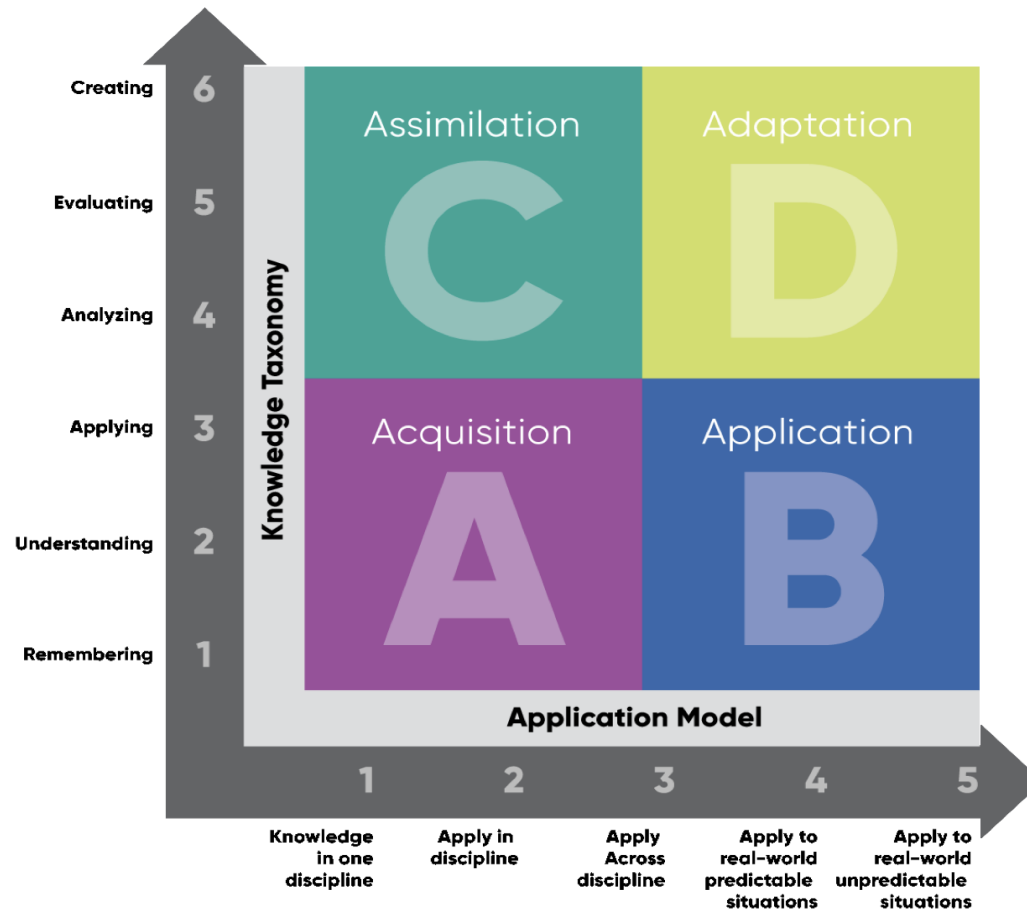 Creating
6
Assimilation
Adaptation
C
D
Evaluating
5
Analyzing
4
Knowledge Taxonomy
Applying
3
Acquisition
Application
A
B
Understanding
2
Remembering
1
Application Model
1
2
3
4
5
Knowledge
in one
discipline
Apply in
discipline
Apply
Across
discipline
Apply to
real-world
predictable
situations
Apply to
real-world
unpredictable
situations